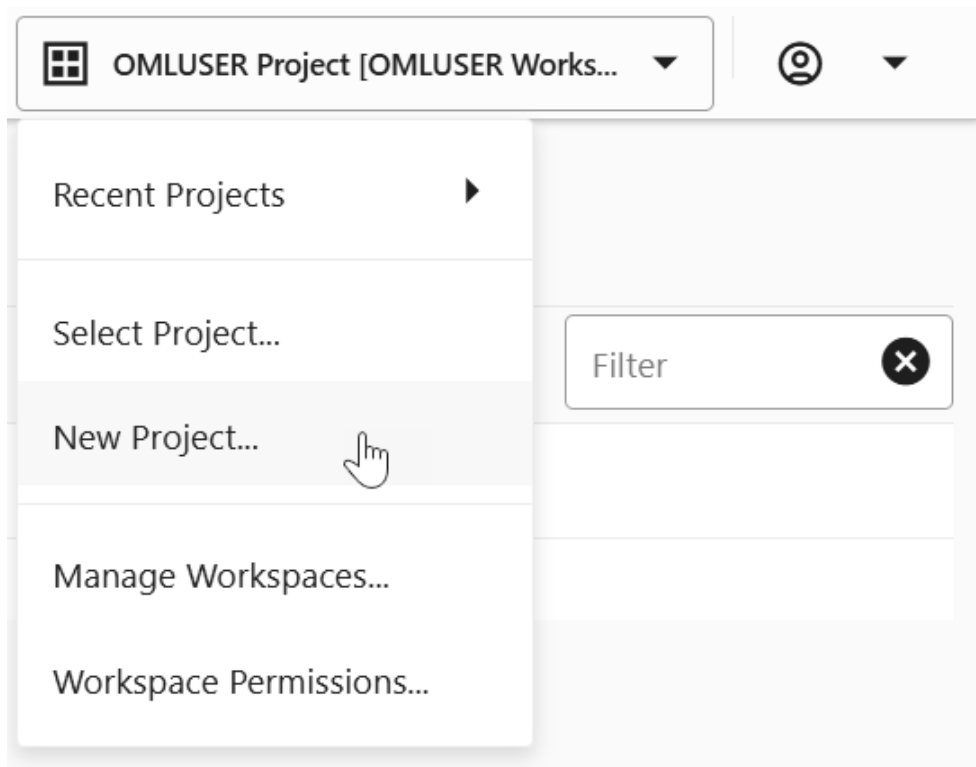 OMLUSER Project [OMLUSER Works...
Recent Projects
Select Project...
Filter
New Project...
Manage Workspaces...
Workspace Permissions...